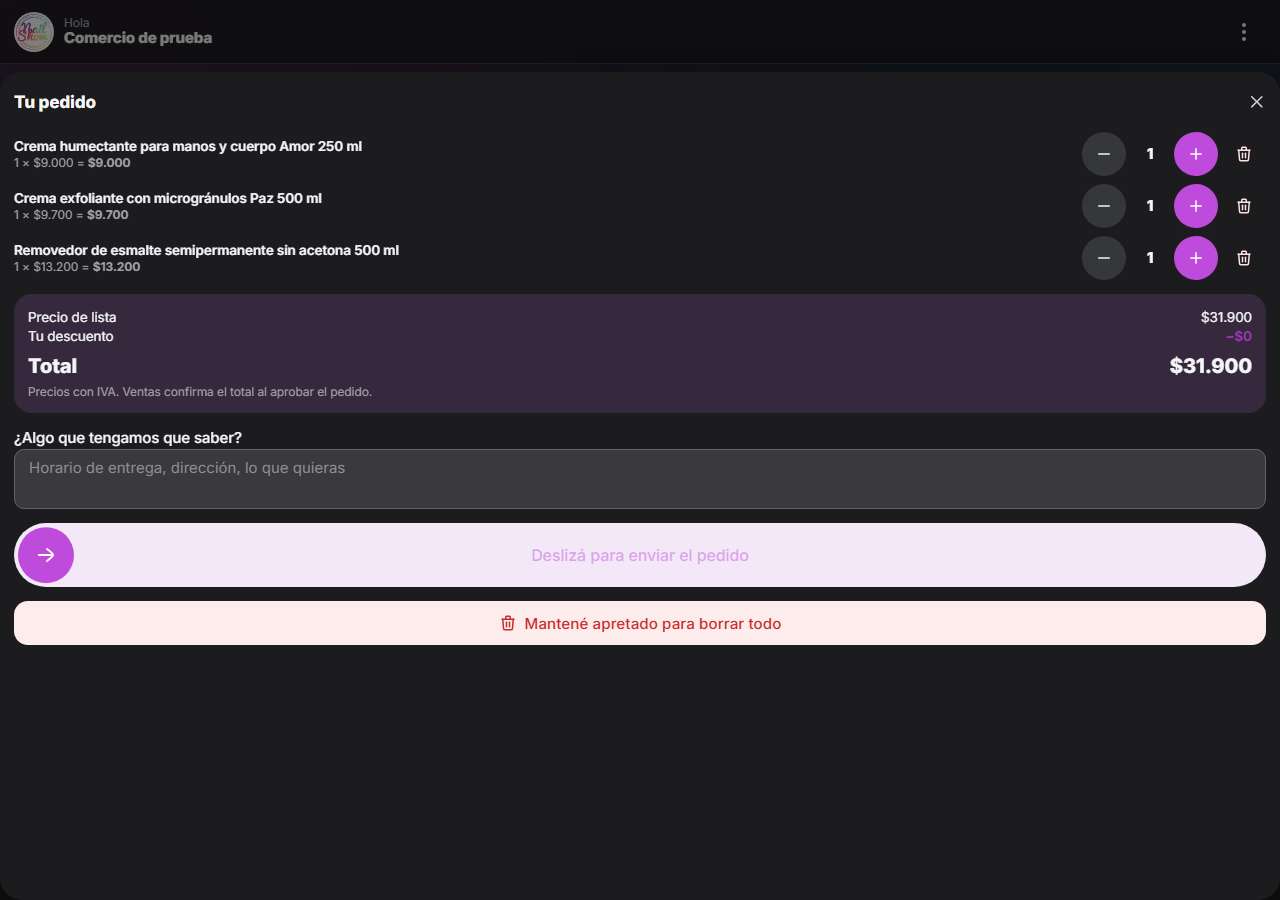 Hola
Comercio de prueba
Tu pedido
Crema humectante para manos y cuerpo Amor 250 ml
1 × $9.000 = $9.000
1
Crema exfoliante con microgránulos Paz 500 ml
1 × $9.700 = $9.700
1
Removedor de esmalte semipermanente sin acetona 500 ml
1 × $13.200 = $13.200
1
Precio de lista $31.900
Tu descuento −$0
Total $31.900
Precios con IVA. Ventas confirma el total al aprobar el pedido.
¿Algo que tengamos que saber?
Horario de entrega, dirección, lo que quieras
Deslizá para enviar el pedido
Mantené apretado para borrar todo